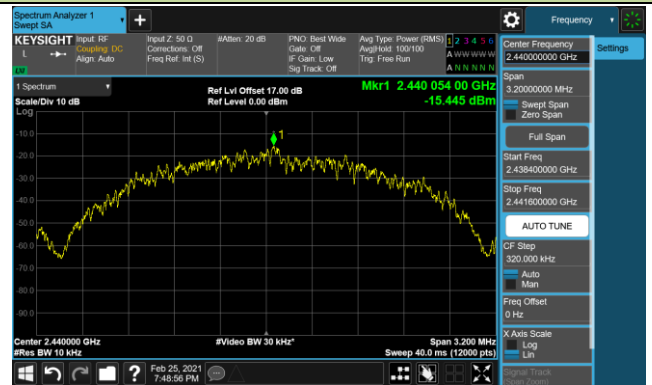 Spectrum Analyzer 1
Swept SA
+
Frequency
KEYSIGHT
L
LW
Input: RF
Coupling: DC
Align: Auto
Input Z: 50 Ω
Corrections: Off
Freq Ref: Int (S)
#Atten: 20 dB
PNO: Best Wide
Gate: Off
IF Gain: Low
Sig Track: Off
Avg Type: Power (RMS)
Avg|Hold: 100/100
Trig: Free Run
1 2 3 4 5 6
A W W W W W
A N N N N N
1 Spectrum
Scale/Div 10 dB
Log
Ref Lvl Offset 17.00 dB
Ref Level 0.00 dBm
Mkr1 2.440 054 00 GHz
-15.445 dBm
1
-10.0
-20.0
-30.0
-40.0
-50.0
-60.0
-70.0
-80.0
-90.0
Center 2.440000 GHz
#Res BW 10 kHz
#Video BW 30 kHz*
Span 3.200 MHz
Sweep 40.0 ms (12000 pts)
Center Frequency
2.440000000 GHz
Settings
Span
3.20000000 MHz
Swept Span
Zero Span
Full Span
Start Freq
2.438400000 GHz
Stop Freq
2.441600000 GHz
AUTO TUNE
CF Step
320.000 kHz
Auto
Man
Freq Offset
0 Hz
X Axis Scale
Log
Lin
Signal Track
(Span Zoom)
?
Feb 25, 2021
7:48:56 PM